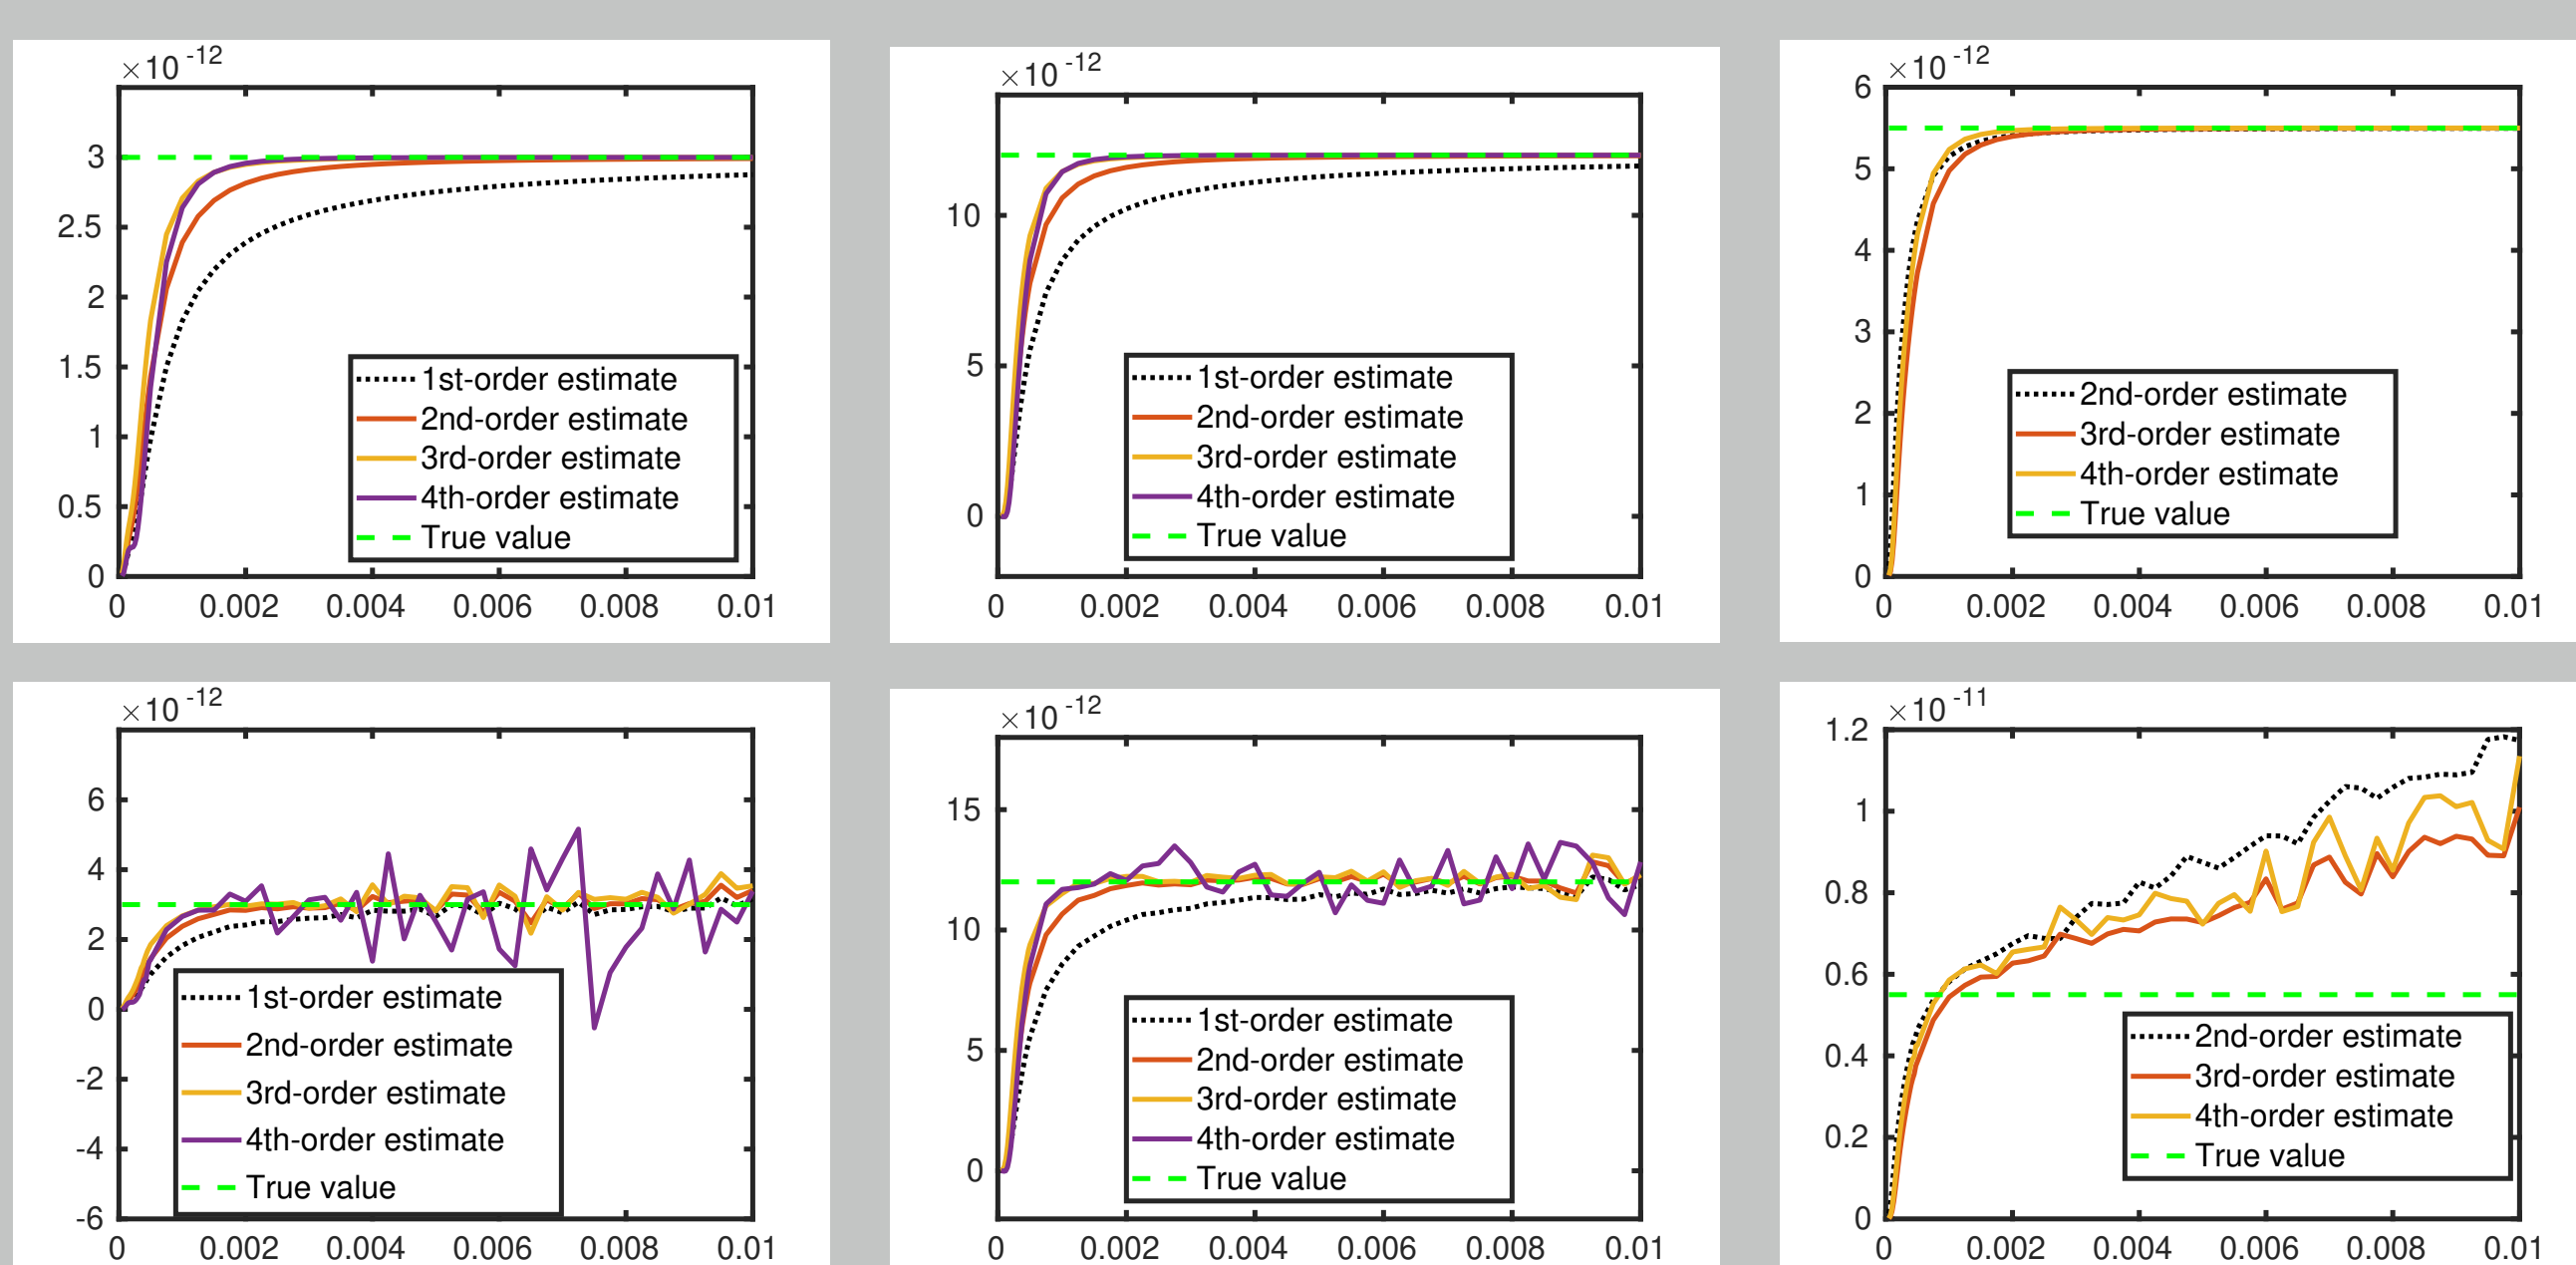 ×10 -12
3
2.5
2
1.5
1
0.5
0
0 0.002 0.004 0.006 0.008 0.01
1st-order estimate
2nd-order estimate
3rd-order estimate
4th-order estimate
True value
×10 -12
10
5
0
0 0.002 0.004 0.006 0.008 0.01
1st-order estimate
2nd-order estimate
3rd-order estimate
4th-order estimate
True value
×10 -12
6
5
4
3
2
1
0
0 0.002 0.004 0.006 0.008 0.01
2nd-order estimate
3rd-order estimate
4th-order estimate
True value
×10 -12
6
4
2
0
-2
-4
-6
0 0.002 0.004 0.006 0.008 0.01
1st-order estimate
2nd-order estimate
3rd-order estimate
4th-order estimate
True value
×10 -12
15
10
5
0
0 0.002 0.004 0.006 0.008 0.01
1st-order estimate
2nd-order estimate
3rd-order estimate
4th-order estimate
True value
×10 -11
1.2
1
0.8
0.6
0.4
0.2
0
0 0.002 0.004 0.006 0.008 0.01
2nd-order estimate
3rd-order estimate
4th-order estimate
True value